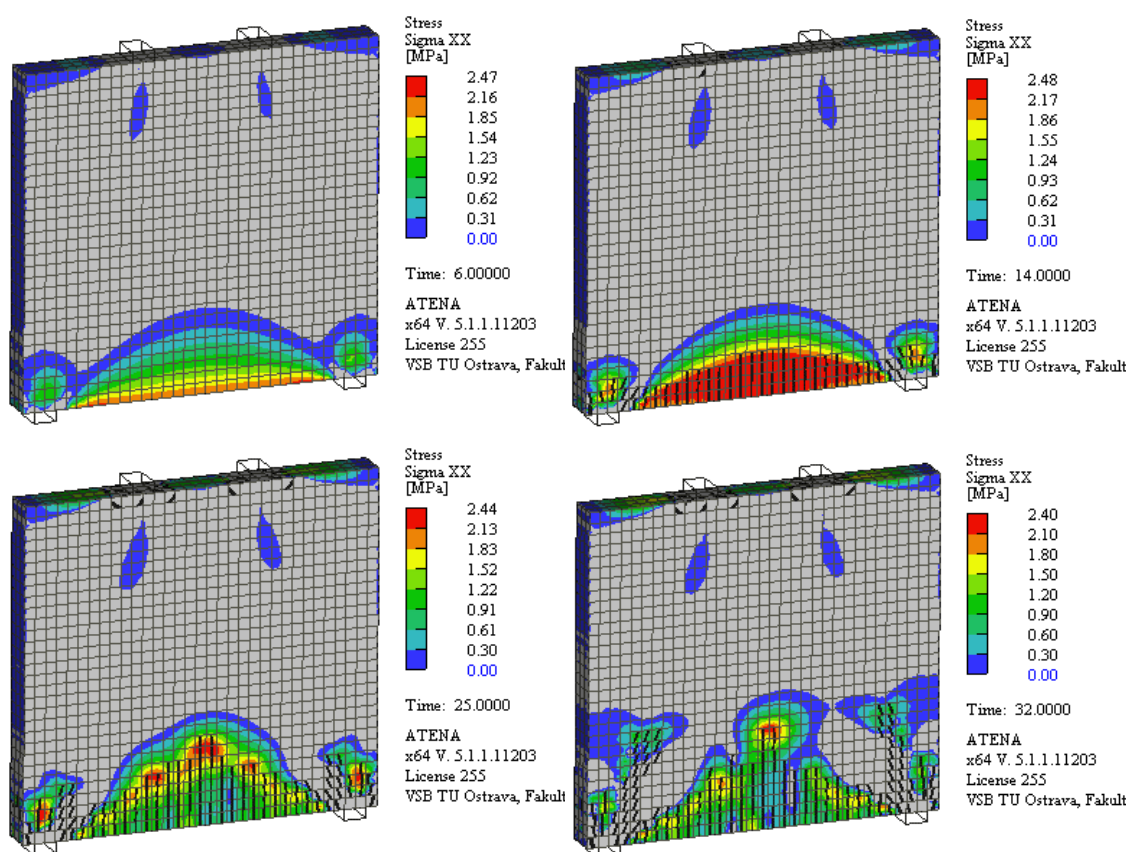 Stress
Sigma XX
[MPa]
2.47
2.16
1.85
1.54
1.23
0.92
0.62
0.31
0.00
Time: 6.00000
ATENA
x64 V. 5.1.1.11203
License 255
VSB TU Ostrava, Fakult
Stress
Sigma XX
[MPa]
2.48
2.17
1.86
1.55
1.24
0.93
0.62
0.31
0.00
Time: 14.0000
ATENA
x64 V. 5.1.1.11203
License 255
VSB TU Ostrava, Fakult
Stress
Sigma XX
[MPa]
2.44
2.13
1.83
1.52
1.22
0.91
0.61
0.30
0.00
Time: 25.0000
ATENA
x64 V. 5.1.1.11203
License 255
VSB TU Ostrava, Fakult
Stress
Sigma XX
[MPa]
2.40
2.10
1.80
1.50
1.20
0.90
0.60
0.30
0.00
Time: 32.0000
ATENA
x64 V. 5.1.1.11203
License 255
VSB TU Ostrava, Fakult